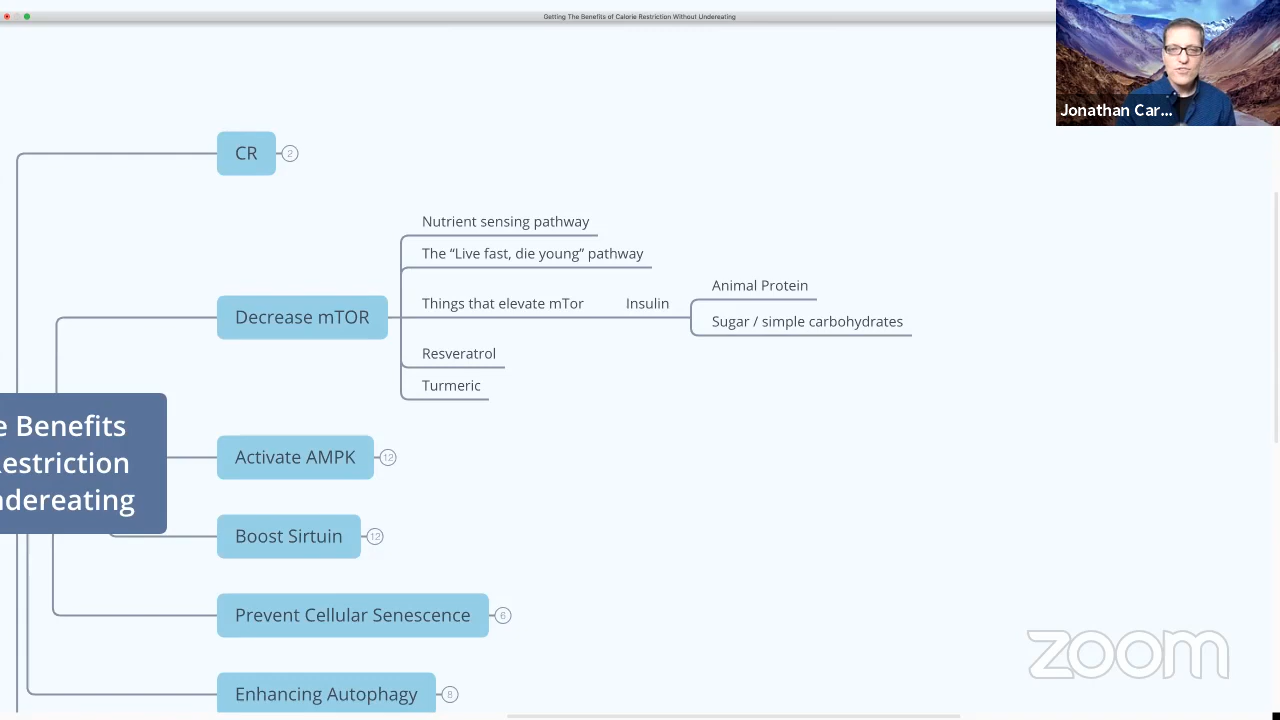 Getting The Benefits of Calorie Restriction Without Undereating
Jonathan Car...
CR
2
Nutrient sensing pathway
The “Live fast, die young” pathway
Things that elevate mTor
Insulin
Animal Protein
Sugar / simple carbohydrates
Decrease mTOR
Resveratrol
Turmeric
e Benefits
Restriction
ndereating
Activate AMPK
12
Boost Sirtuin
12
Prevent Cellular Senescence
6
Enhancing Autophagy
8
zoom